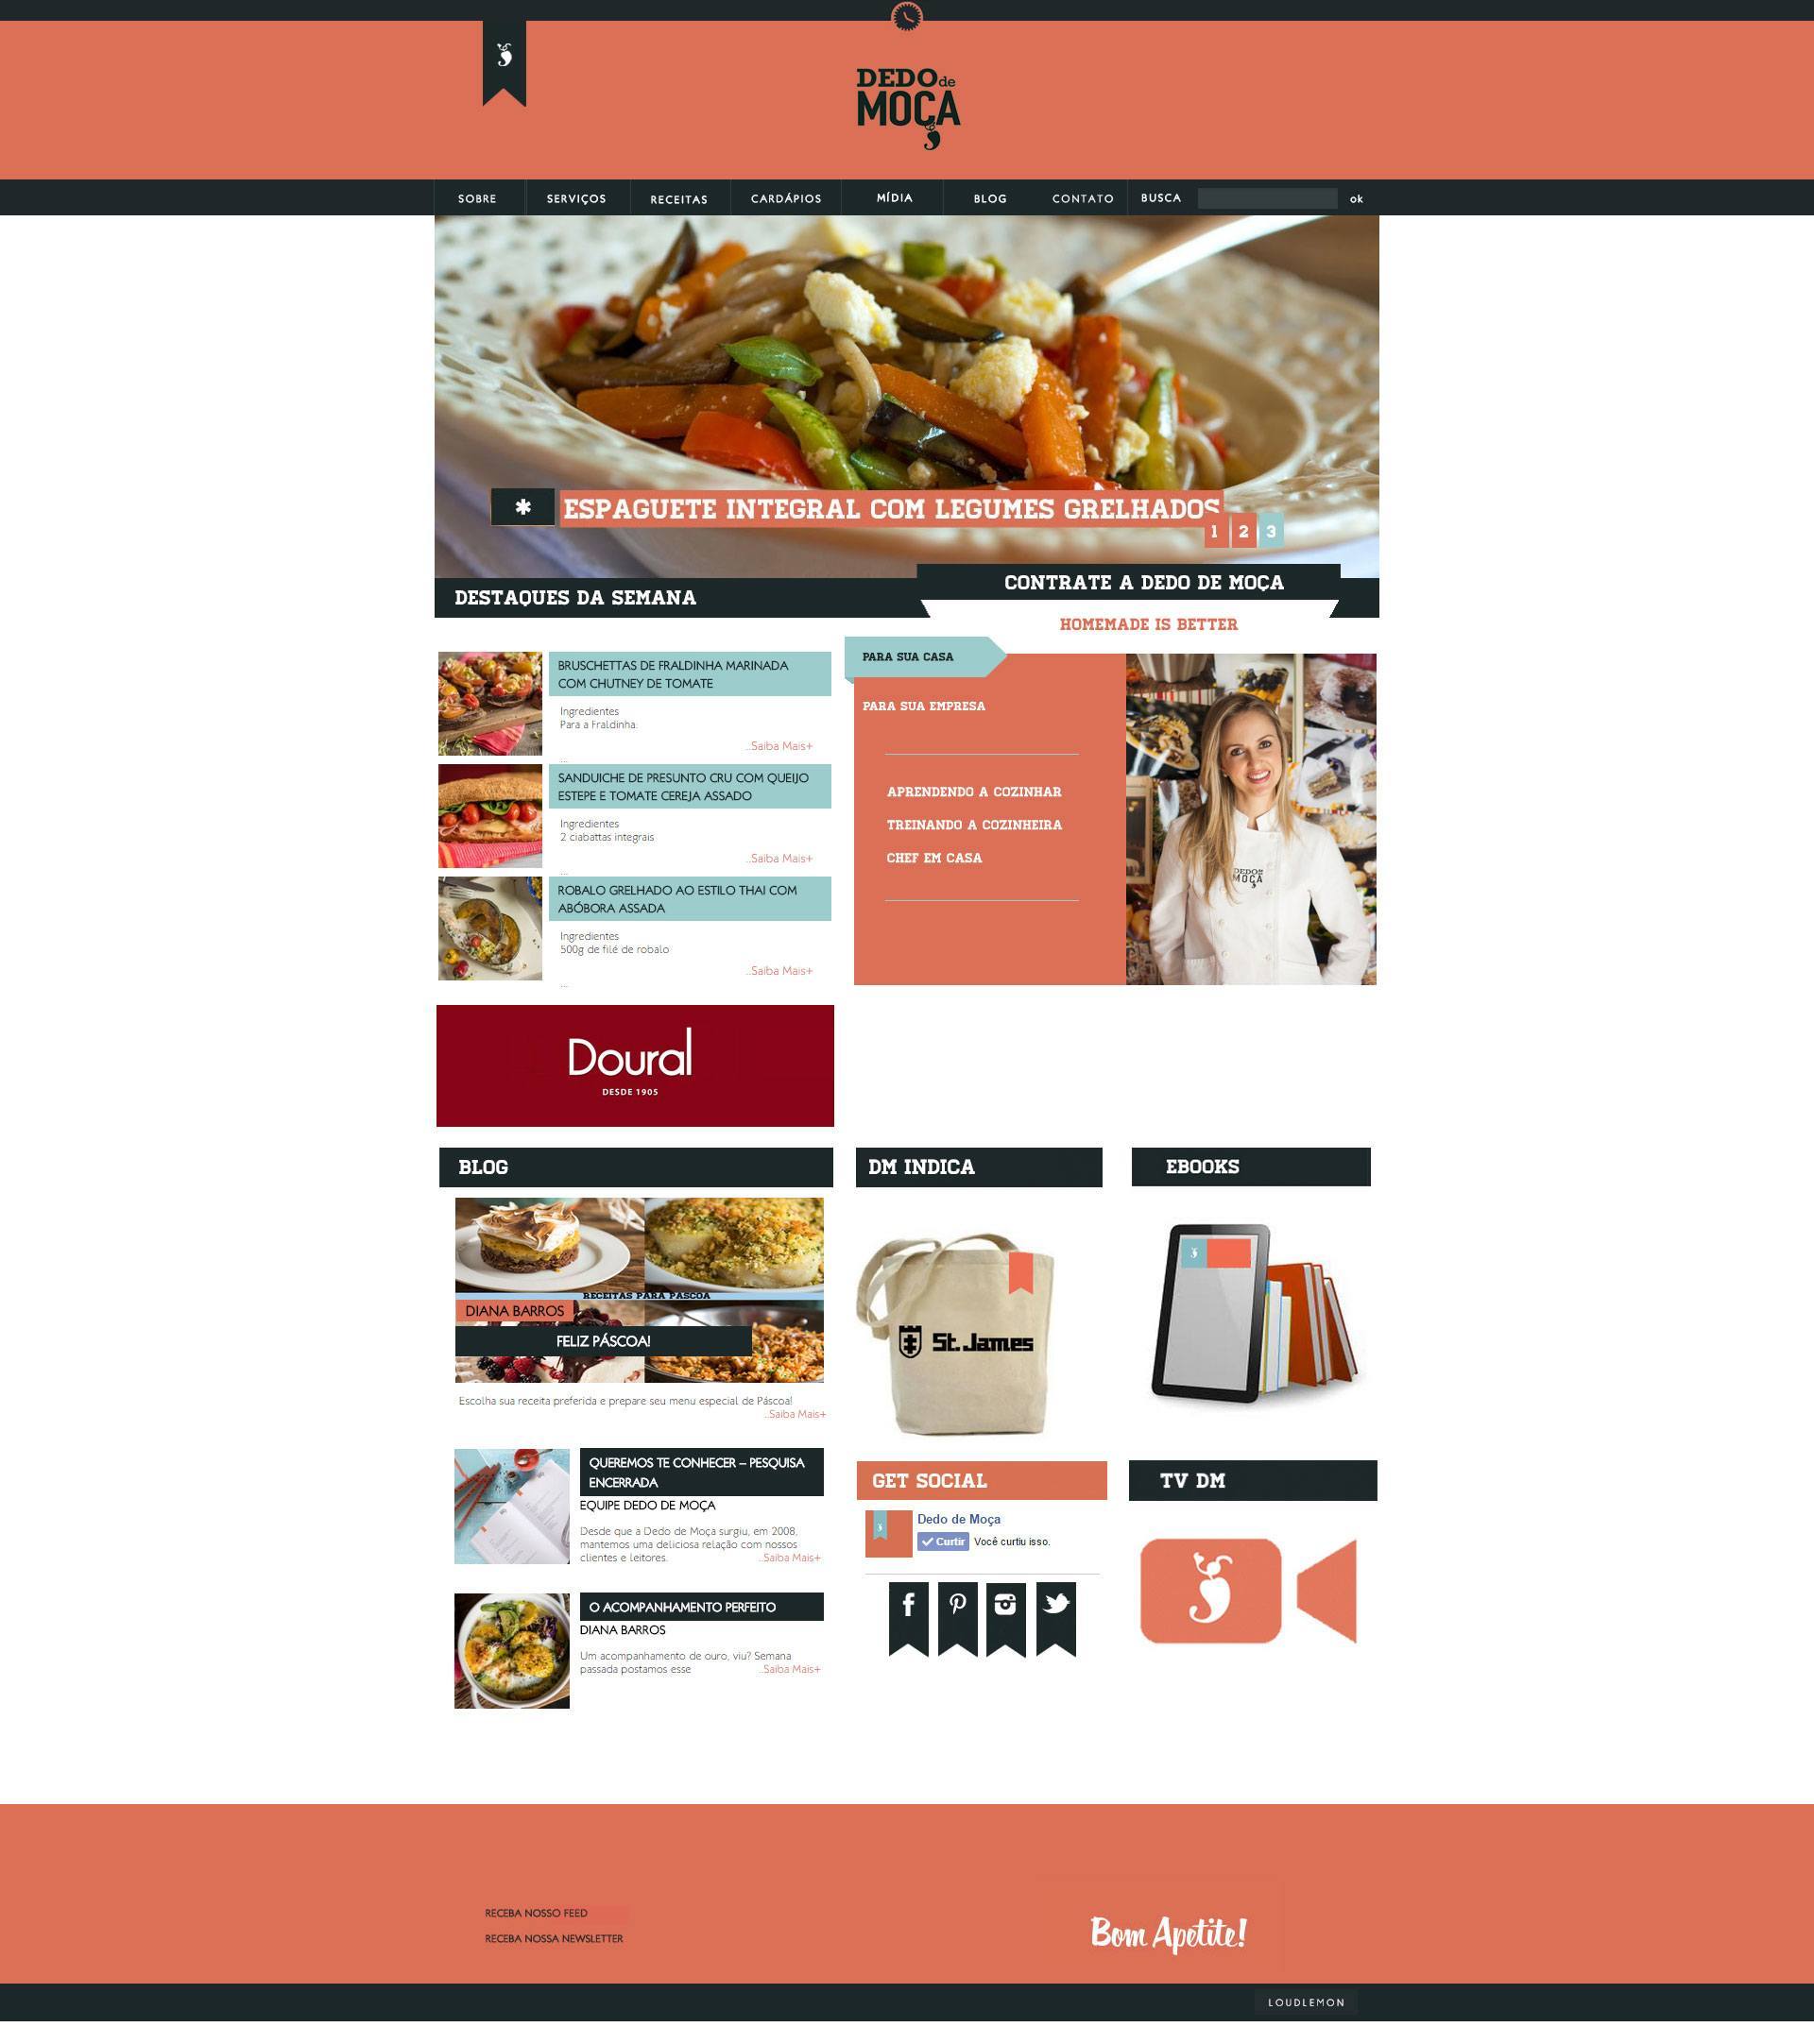 DEDO de
MOÇA
SOBRE
SERVIÇOS
RECEITAS
CARDÁPIOS
MÍDIA
BLOG
CONTATO
BUSCA
ok
* ESPAGUETE INTEGRAL COM LEGUMES GRELHADOS
1 2 3
DESTAQUES DA SEMANA
CONTRATE A DEDO DE MOÇA
HOMEMADE IS BETTER
BRUSCHETTAS DE FRALDINHA MARINADA
COM CHUTNEY DE TOMATE
Ingredientes
Para a Fraldinha.
...Saiba Mais+
...
SANDUICHE DE PRESUNTO CRU COM QUEIJO
ESTEPE E TOMATE CEREJA ASSADO
Ingredientes
2 ciabattas integrais
...Saiba Mais+
...
ROBALO GRELHADO AO ESTILO THAI COM
ABÓBORA ASSADA
Ingredientes
500g de filé de robalo
...Saiba Mais+
...
PARA SUA CASA
PARA SUA EMPRESA
APRENDENDO A COZINHAR
TREINANDO A COZINHEIRA
CHEF EM CASA
DEDO DE
MOÇA
Doural
DESDE 1905
BLOG
RECEITAS PARA PÁSCOA
DIANA BARROS
FELIZ PÁSCOA!
Escolha sua receita preferida e prepare seu menu especial de Páscoa!
...Saiba Mais+
QUEREMOS TE CONHECER – PESQUISA
ENCERRADA
EQUIPE DEDO DE MOÇA
Desde que a Dedo de Moça surgiu, em 2008,
mantemos uma deliciosa relação com nossos
clientes e leitores. ...Saiba Mais+
O ACOMPANHAMENTO PERFEITO
DIANA BARROS
Um acompanhamento de ouro, viu? Semana
passada postamos esse ...Saiba Mais+
DM INDICA
St. James
EBOOKS
GET SOCIAL
Dedo de Moça
Curtir Você curtiu isso.
TV DM
RECEBA NOSSO FEED
RECEBA NOSSA NEWSLETTER
Bom Apetite!
LOUDLEMON